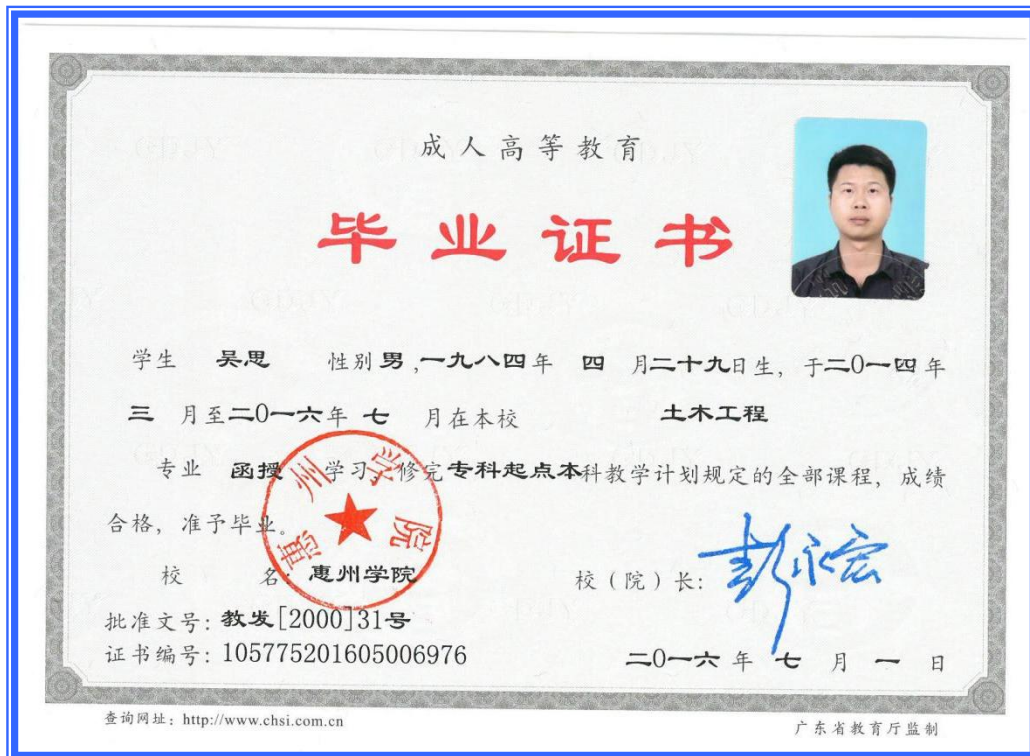 成人高等教育
毕业证书
学生 吴思 性别男,一九八四年 四 月二十九日生，于二0一四年
三 月至二0一六年 七 月在本校 土木工程
专业 函授 学习，修完专科起点本科教学计划规定的全部课程，成绩
合格，准予毕业。
惠州学院
校 名：惠州学院
校（院）长：彭永宏
批准文号：教发[2000]31号
证书编号：105775201605006976
二0一六年 七 月 一 日
查询网址：http://www.chsi.com.cn
广东省教育厅监制